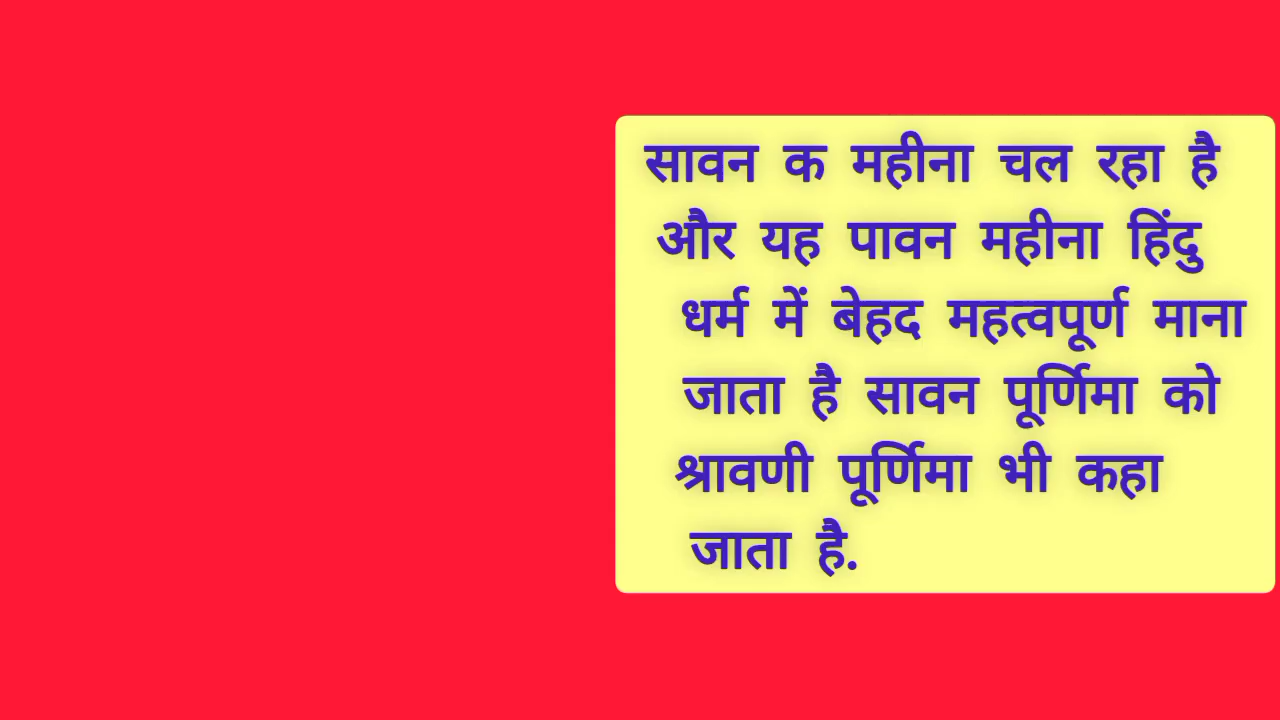 सावन क महीना चल रहा है
और यह पावन महीना हिंदु
धर्म में बेहद महत्वपूर्ण माना
जाता है सावन पूर्णिमा को
श्रावणी पूर्णिमा भी कहा
जाता है.